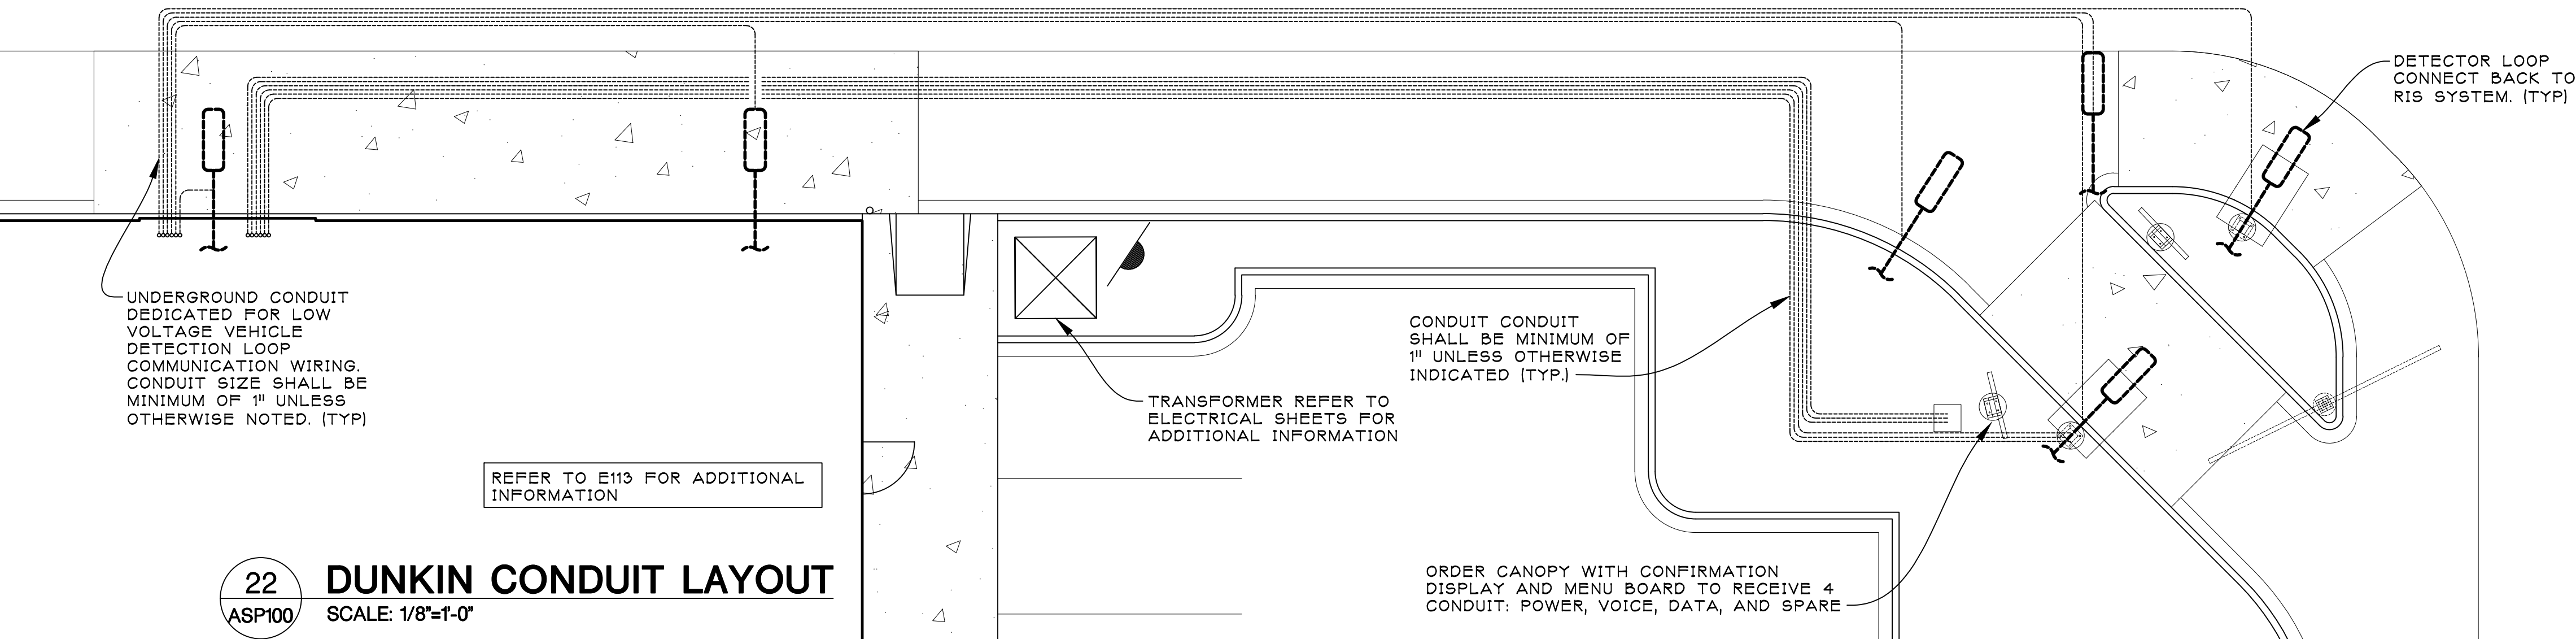 DETECTOR LOOP
CONNECT BACK TO
RIS SYSTEM. (TYP)
UNDERGROUND CONDUIT
DEDICATED FOR LOW
VOLTAGE VEHICLE
DETECTION LOOP
COMMUNICATION WIRING.
CONDUIT SIZE SHALL BE
MINIMUM OF 1" UNLESS
OTHERWISE NOTED. (TYP)
CONDUIT CONDUIT
SHALL BE MINIMUM OF
1" UNLESS OTHERWISE
INDICATED (TYP.)
TRANSFORMER REFER TO
ELECTRICAL SHEETS FOR
ADDITIONAL INFORMATION
REFER TO E113 FOR ADDITIONAL
INFORMATION
ORDER CANOPY WITH CONFIRMATION
DISPLAY AND MENU BOARD TO RECEIVE 4
CONDUIT: POWER, VOICE, DATA, AND SPARE
22
ASP100
DUNKIN CONDUIT LAYOUT
SCALE: 1/8"=1'-0"